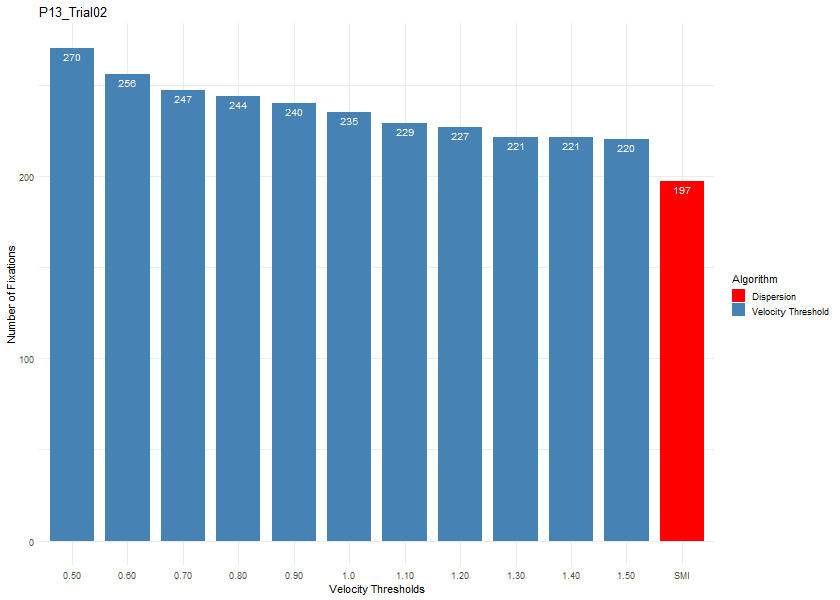 P13_Trial02
270
256
247
244
240
235
229
227
221
221
220
197
200
100
0
Number of Fixations
0.50 0.60 0.70 0.80 0.90 1.0 1.10 1.20 1.30 1.40 1.50 SMI
Velocity Thresholds
Algorithm
Dispersion
Velocity Threshold